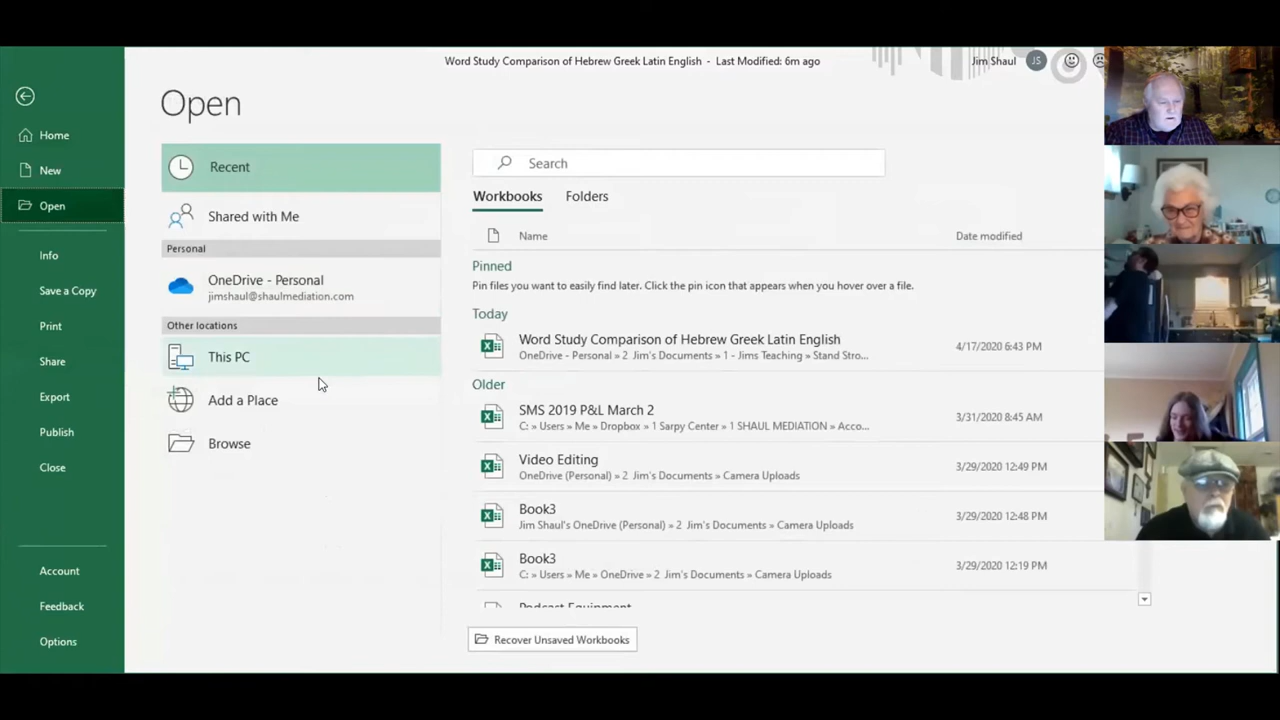 Word Study Comparison of Hebrew Greek Latin English - Last Modified: 6m ago
Jim Shaul
JS
Open
Home
New
Open
Info
Save a Copy
Print
Share
Export
Publish
Close
Account
Feedback
Options
Recent
Shared with Me
Personal
OneDrive - Personal
jimshaul@shaulmediation.com
Other locations
This PC
Add a Place
Browse
Search
Workbooks Folders
Name Date modified
Pinned
Pin files you want to easily find later. Click the pin icon that appears when you hover over a file.
Today
Word Study Comparison of Hebrew Greek Latin English
OneDrive - Personal » 2 Jim's Documents » 1 - Jims Teaching » Stand Stro...
4/17/2020 6:43 PM
Older
SMS 2019 P&L March 2
C: » Users » Me » Dropbox » 1 Sarpy Center » 1 SHAUL MEDIATION » Acco...
3/31/2020 8:45 AM
Video Editing
OneDrive (Personal) » 2 Jim's Documents » Camera Uploads
3/29/2020 12:49 PM
Book3
Jim Shaul's OneDrive (Personal) » 2 Jim's Documents » Camera Uploads
3/29/2020 12:48 PM
Book3
C: » Users » Me » OneDrive » 2 Jim's Documents » Camera Uploads
3/29/2020 12:19 PM
Podcast Equipment
Recover Unsaved Workbooks